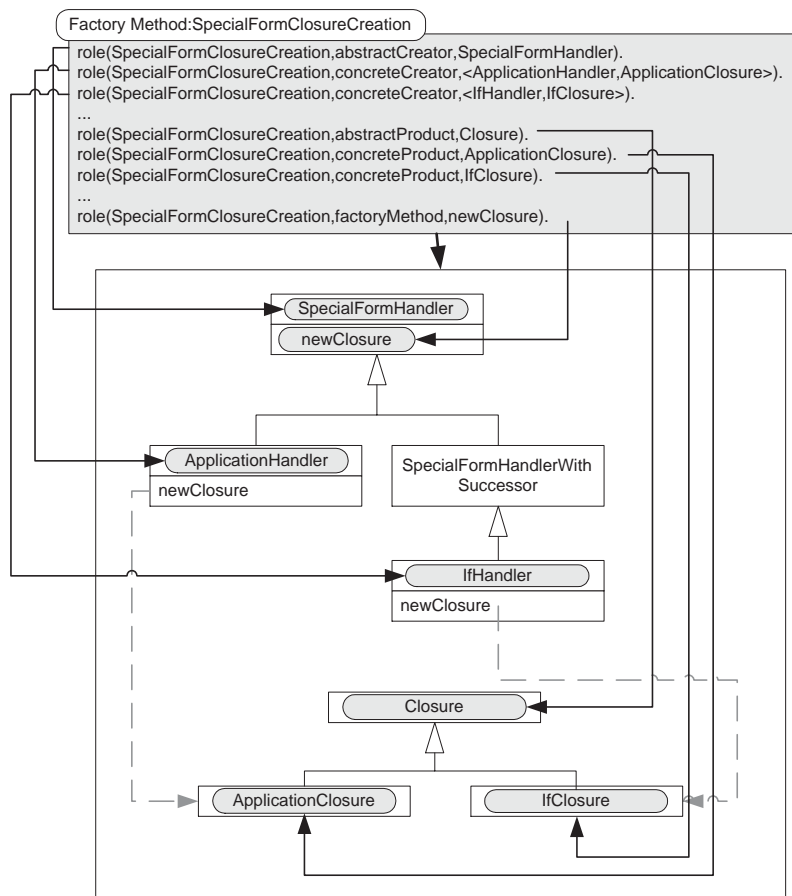 Factory Method:SpecialFormClosureCreation
role(SpecialFormClosureCreation,abstractCreator,SpecialFormHandler).
role(SpecialFormClosureCreation,concreteCreator,<ApplicationHandler,ApplicationClosure>).
role(SpecialFormClosureCreation,concreteCreator,<IfHandler,IfClosure>).
...
role(SpecialFormClosureCreation,abstractProduct,Closure).
role(SpecialFormClosureCreation,concreteProduct,ApplicationClosure).
role(SpecialFormClosureCreation,concreteProduct,IfClosure).
...
role(SpecialFormClosureCreation,factoryMethod,newClosure).
SpecialFormHandler
newClosure
ApplicationHandler
newClosure
SpecialFormHandlerWith
Successor
IfHandler
newClosure
Closure
ApplicationClosure
IfClosure